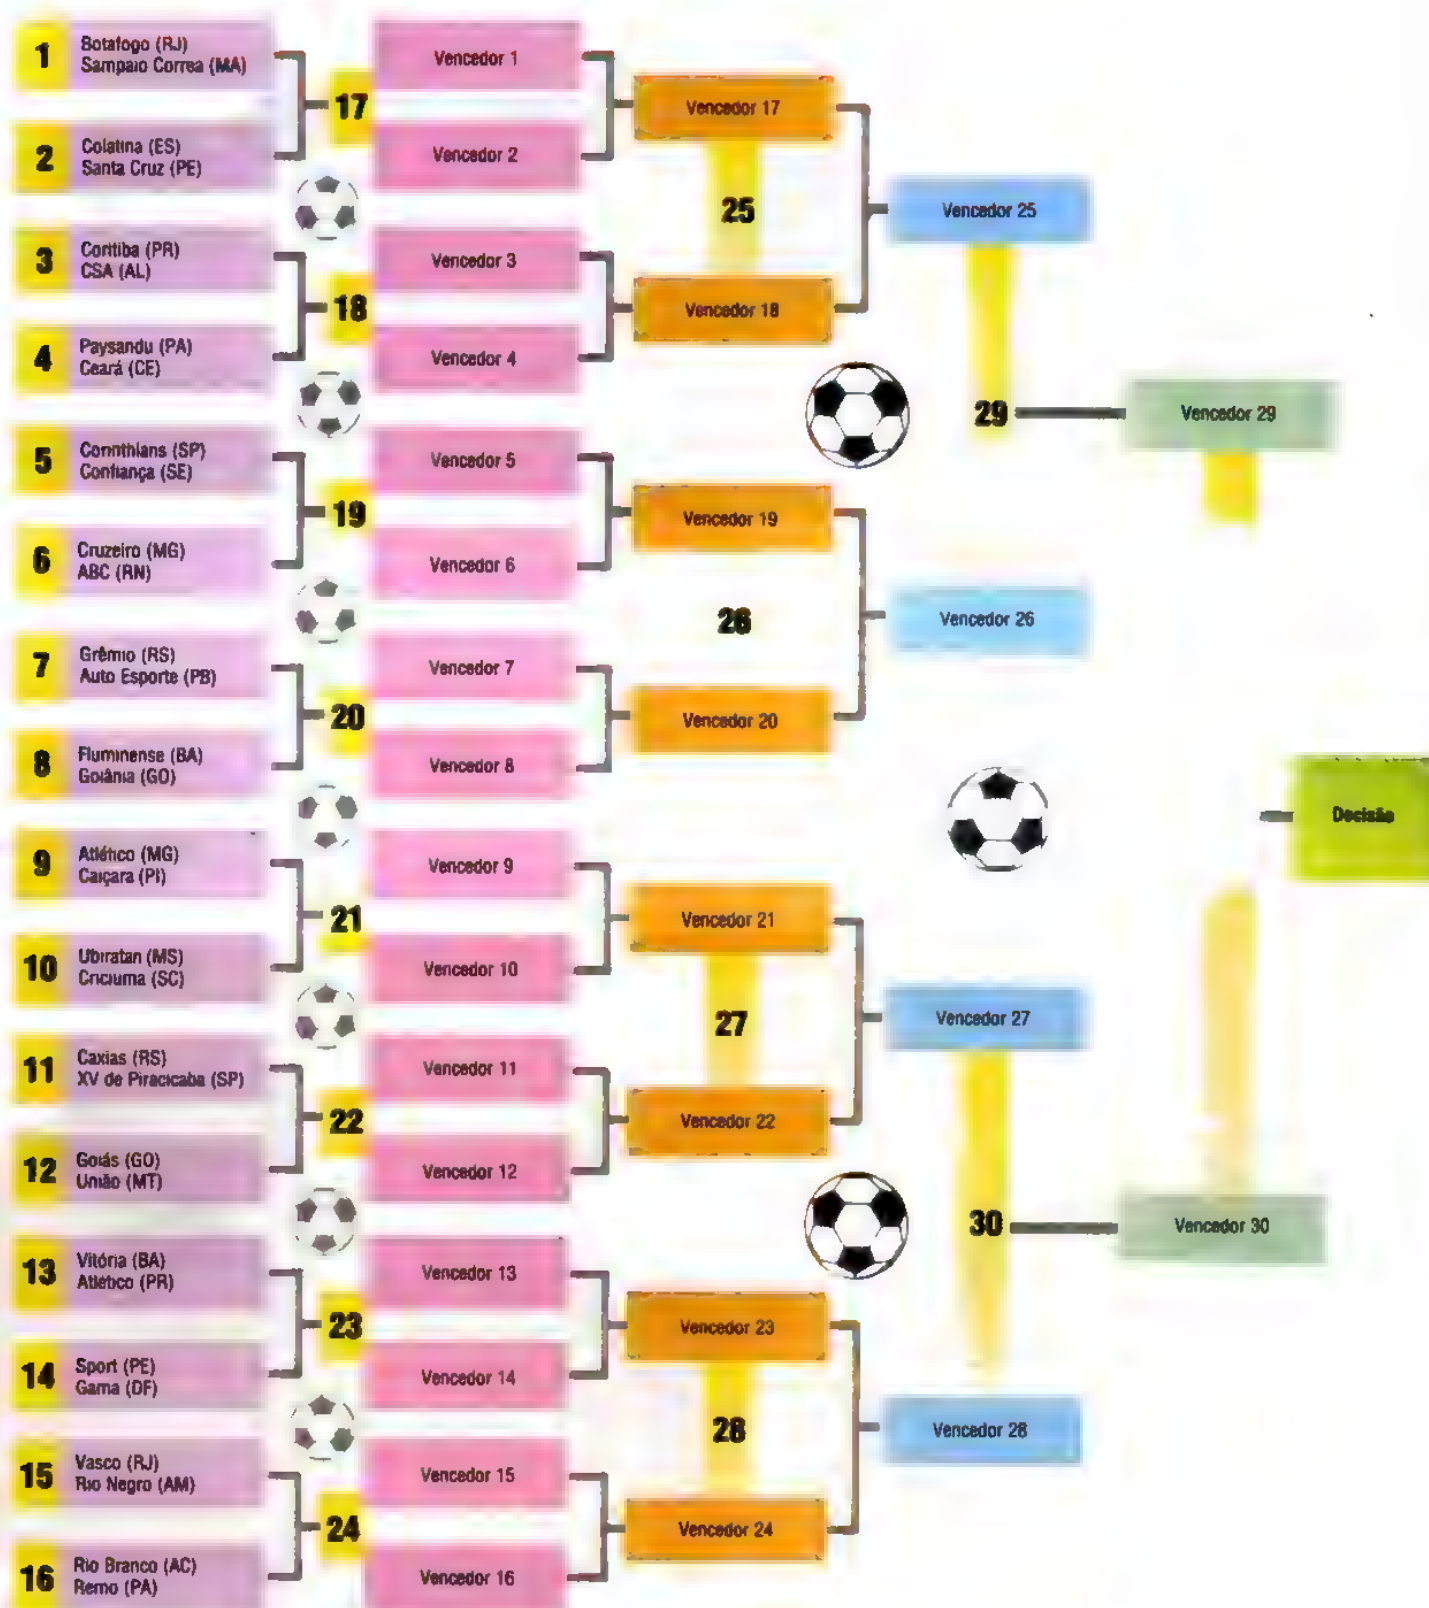 1
Botafogo (RJ)
Sampaio Correa (MA)
2
Colatina (ES)
Santa Cruz (PE)
3
Coritiba (PR)
CSA (AL)
4
Paysandu (PA)
Ceará (CE)
5
Corinthians (SP)
Confiança (SE)
6
Cruzeiro (MG)
ABC (RN)
7
Grêmio (RS)
Auto Esporte (PB)
8
Fluminense (BA)
Goiânia (GO)
9
Atlético (MG)
Caiçara (PI)
10
Ubiratan (MS)
Criciuma (SC)
11
Caxias (RS)
XV de Piracicaba (SP)
12
Goiás (GO)
União (MT)
13
Vitória (BA)
Atlético (PR)
14
Sport (PE)
Gama (DF)
15
Vasco (RJ)
Rio Negro (AM)
16
Rio Branco (AC)
Remo (PA)
17
Vencedor 1
Vencedor 2
18
Vencedor 3
Vencedor 4
19
Vencedor 5
Vencedor 6
20
Vencedor 7
Vencedor 8
21
Vencedor 9
Vencedor 10
22
Vencedor 11
Vencedor 12
23
Vencedor 13
Vencedor 14
24
Vencedor 15
Vencedor 16
Vencedor 17
25
Vencedor 18
Vencedor 19
26
Vencedor 20
Vencedor 21
27
Vencedor 22
Vencedor 23
28
Vencedor 24
Vencedor 25
29
Vencedor 26
Vencedor 27
30
Vencedor 28
Vencedor 29
Decisão
Vencedor 30